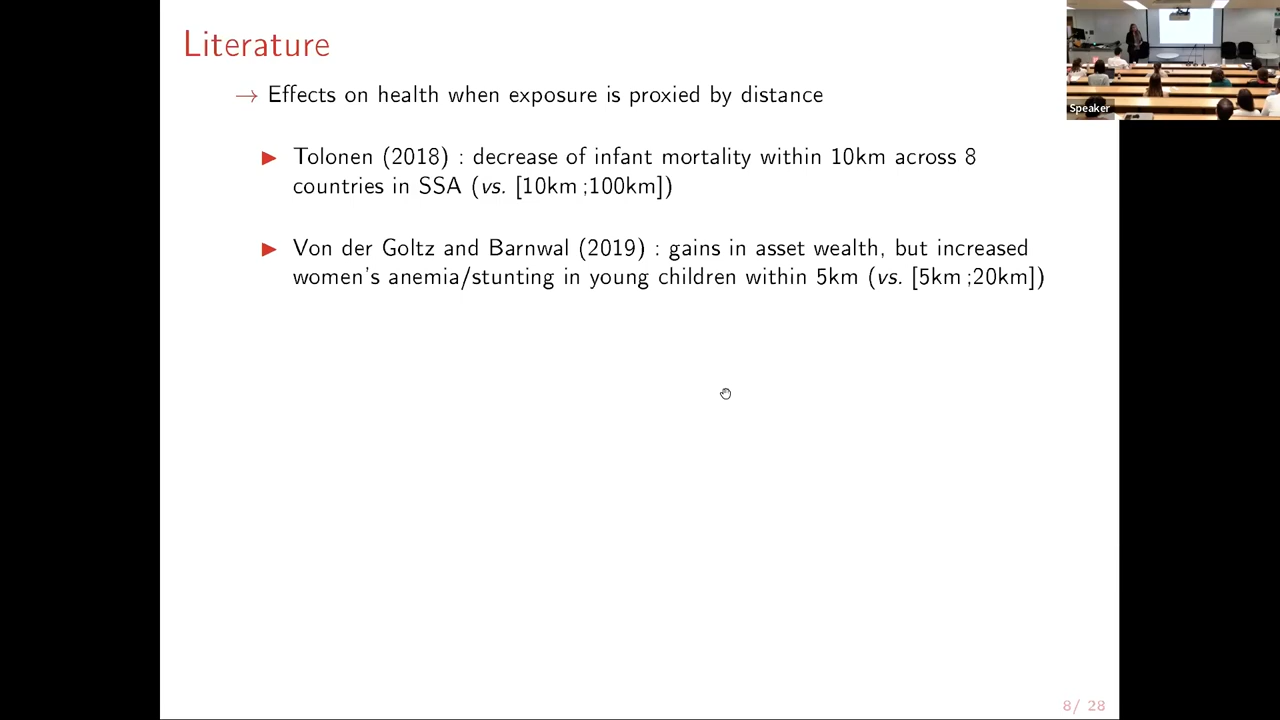 Literature
→ Effects on health when exposure is proxied by distance
▶ Tolonen (2018) : decrease of infant mortality within 10km across 8
countries in SSA (vs. [10km ;100km])
▶ Von der Goltz and Barnwal (2019) : gains in asset wealth, but increased
women's anemia/stunting in young children within 5km (vs. [5km ;20km])
8/ 28
Speaker